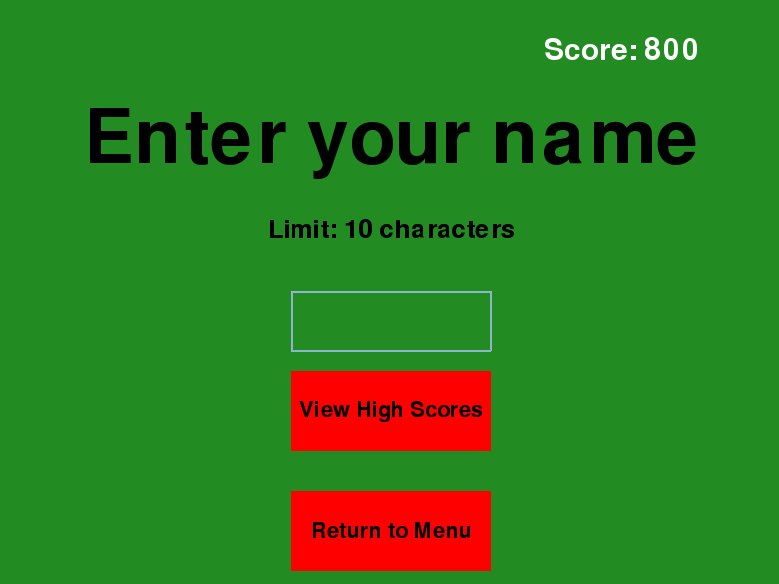 Score: 800
Enter your name
Limit: 10 characters
View High Scores
Return to Menu